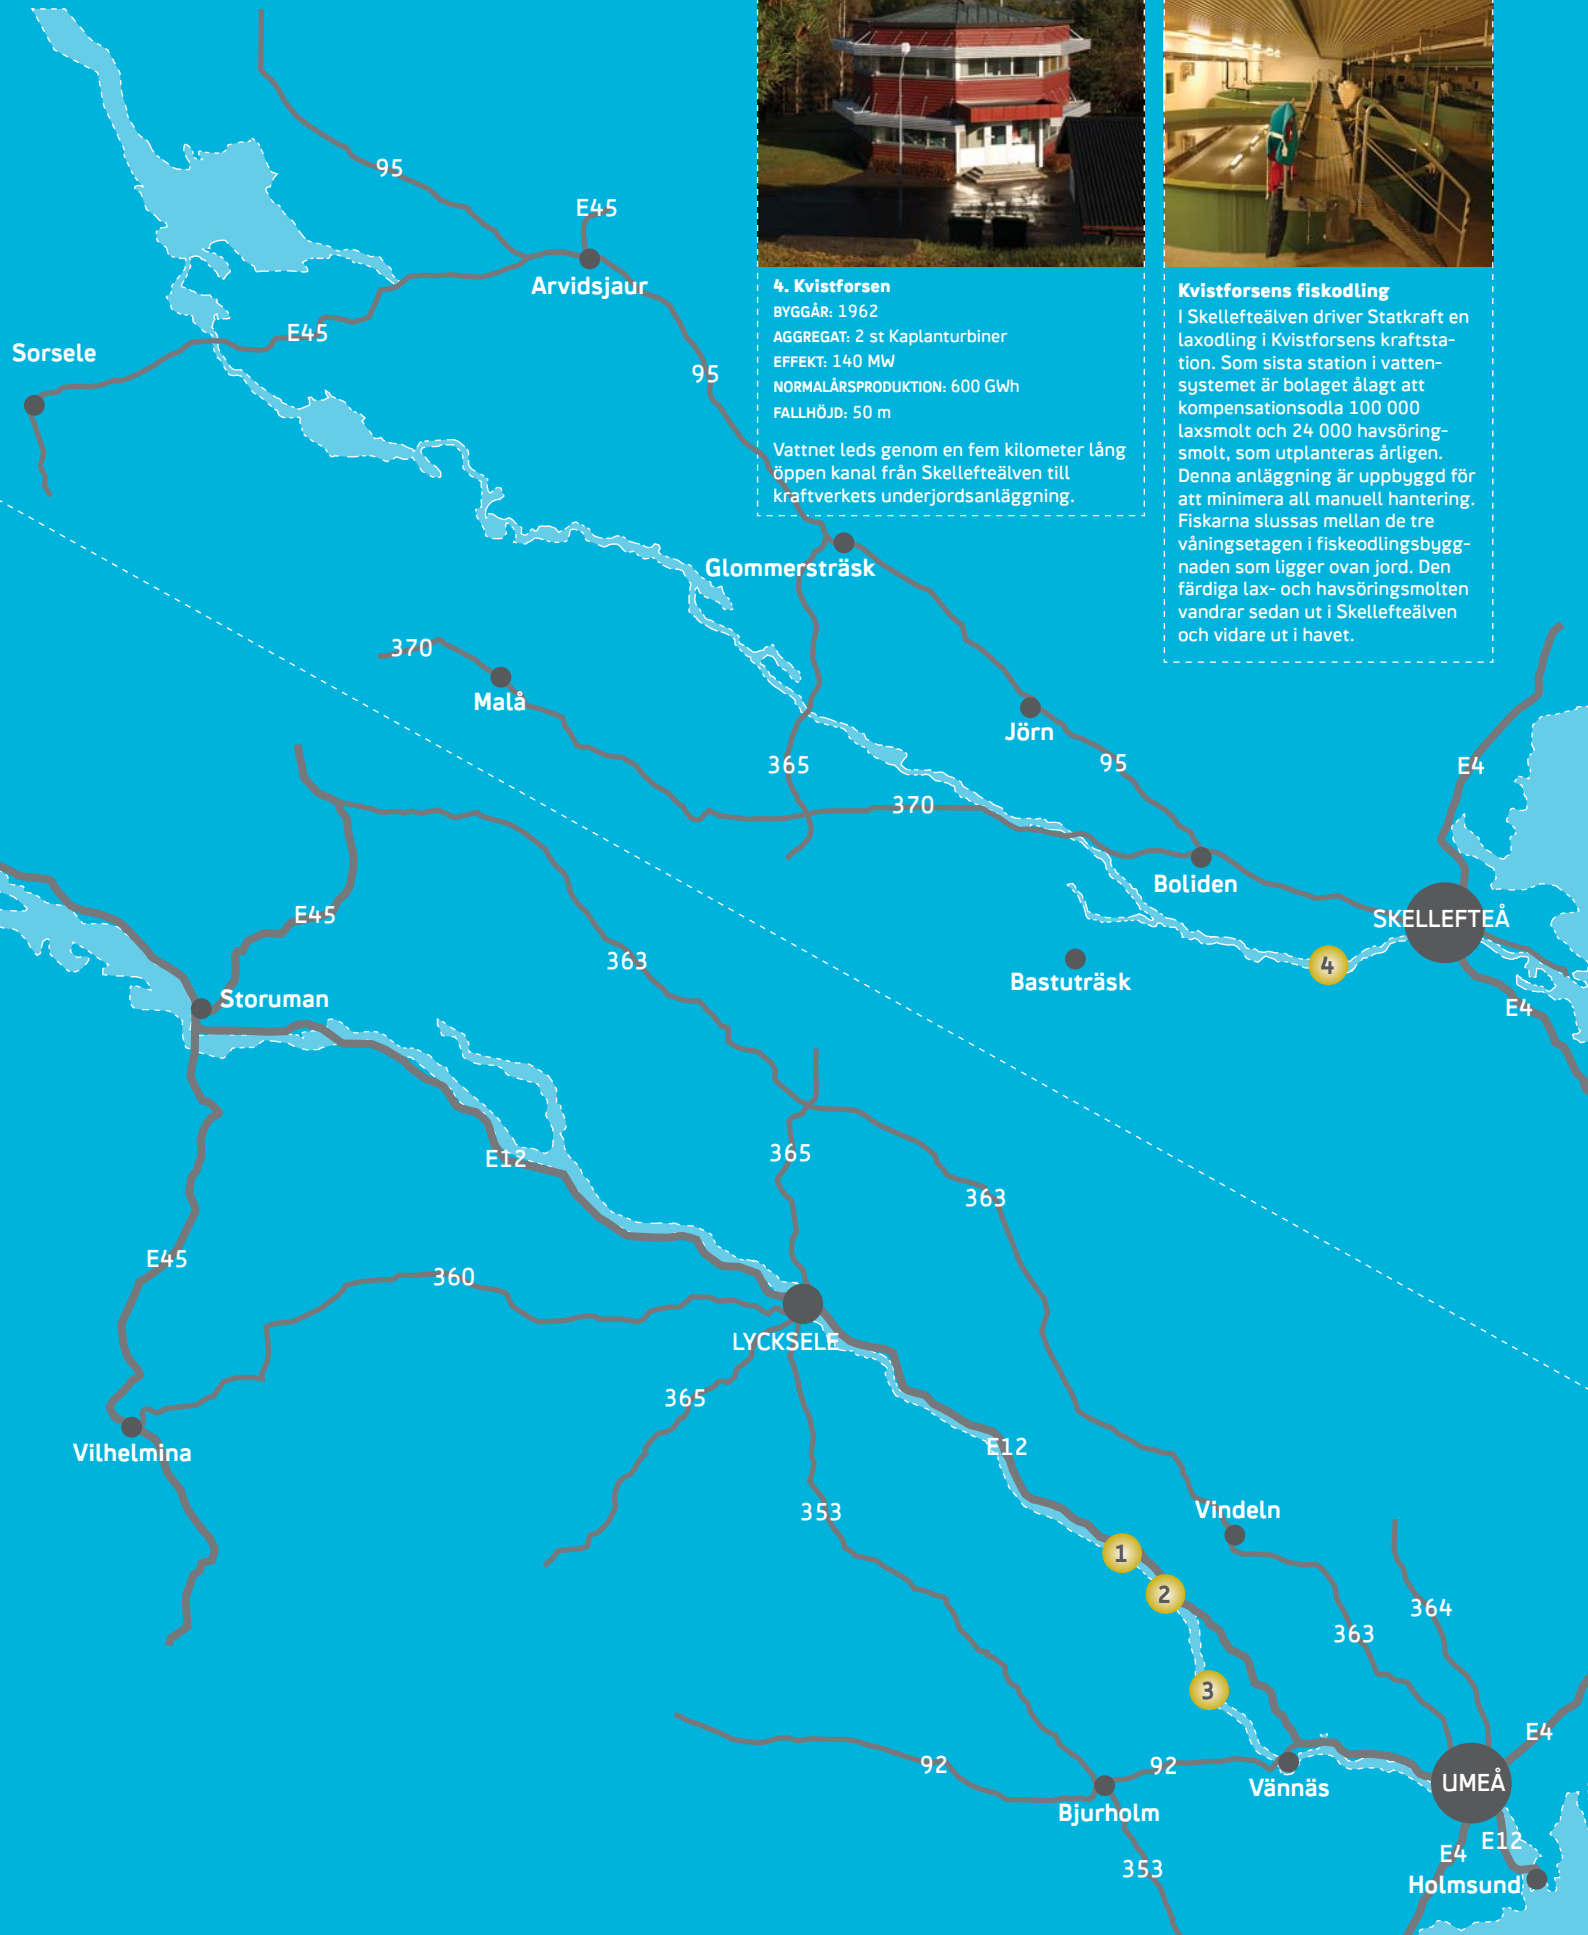 4. Kvistforsen
BYGGÅR: 1962
AGGREGAT: 2 st Kaplanturbiner
EFFEKT: 140 MW
NORMALÅRSPRODUKTION: 600 GWh
FALLHÖJD: 50 m
Vattnet leds genom en fem kilometer lång
öppen kanal från Skellefteälven till
kraftverkets underjordsanläggning.
Kvistforsens fiskodling
I Skellefteälven driver Statkraft en
laxodling i Kvistforsens kraftsta-
tion. Som sista station i vatten-
systemet är bolaget ålagt att
kompensationsodla 100 000
laxsmolt och 24 000 havsöring-
smolt, som utplanteras årligen.
Denna anläggning är uppbyggd för
att minimera all manuell hantering.
Fiskarna slussas mellan de tre
våningsetagen i fiskeodlingsbygg-
naden som ligger ovan jord. Den
färdiga lax- och havsöringsmolten
vandrar sedan ut i Skellefteälven
och vidare ut i havet.
95
E45
Arvidsjaur
E45
Sorsele
95
Glommersträsk
370
Malå
Jörn
365
95
E4
370
Boliden
E45
SKELLEFTEÅ
363
4
Bastuträsk
Storuman
E4
365
E12
363
E45
360
LYCKSELE
365
E12
Vilhelmina
353
Vindeln
1
2
364
363
3
E4
92
92
UMEÅ
Vännäs
Bjurholm
E12
E4
353
Holmsund